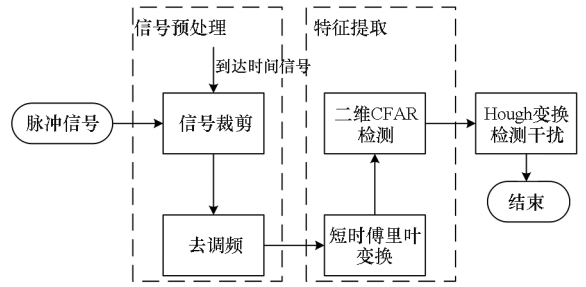 信号预处理
特征提取
到达时间信号
脉冲信号
信号裁剪
二维CFAR
检测
Hough变换
检测干扰
去调频
短时傅里叶
变换
结束